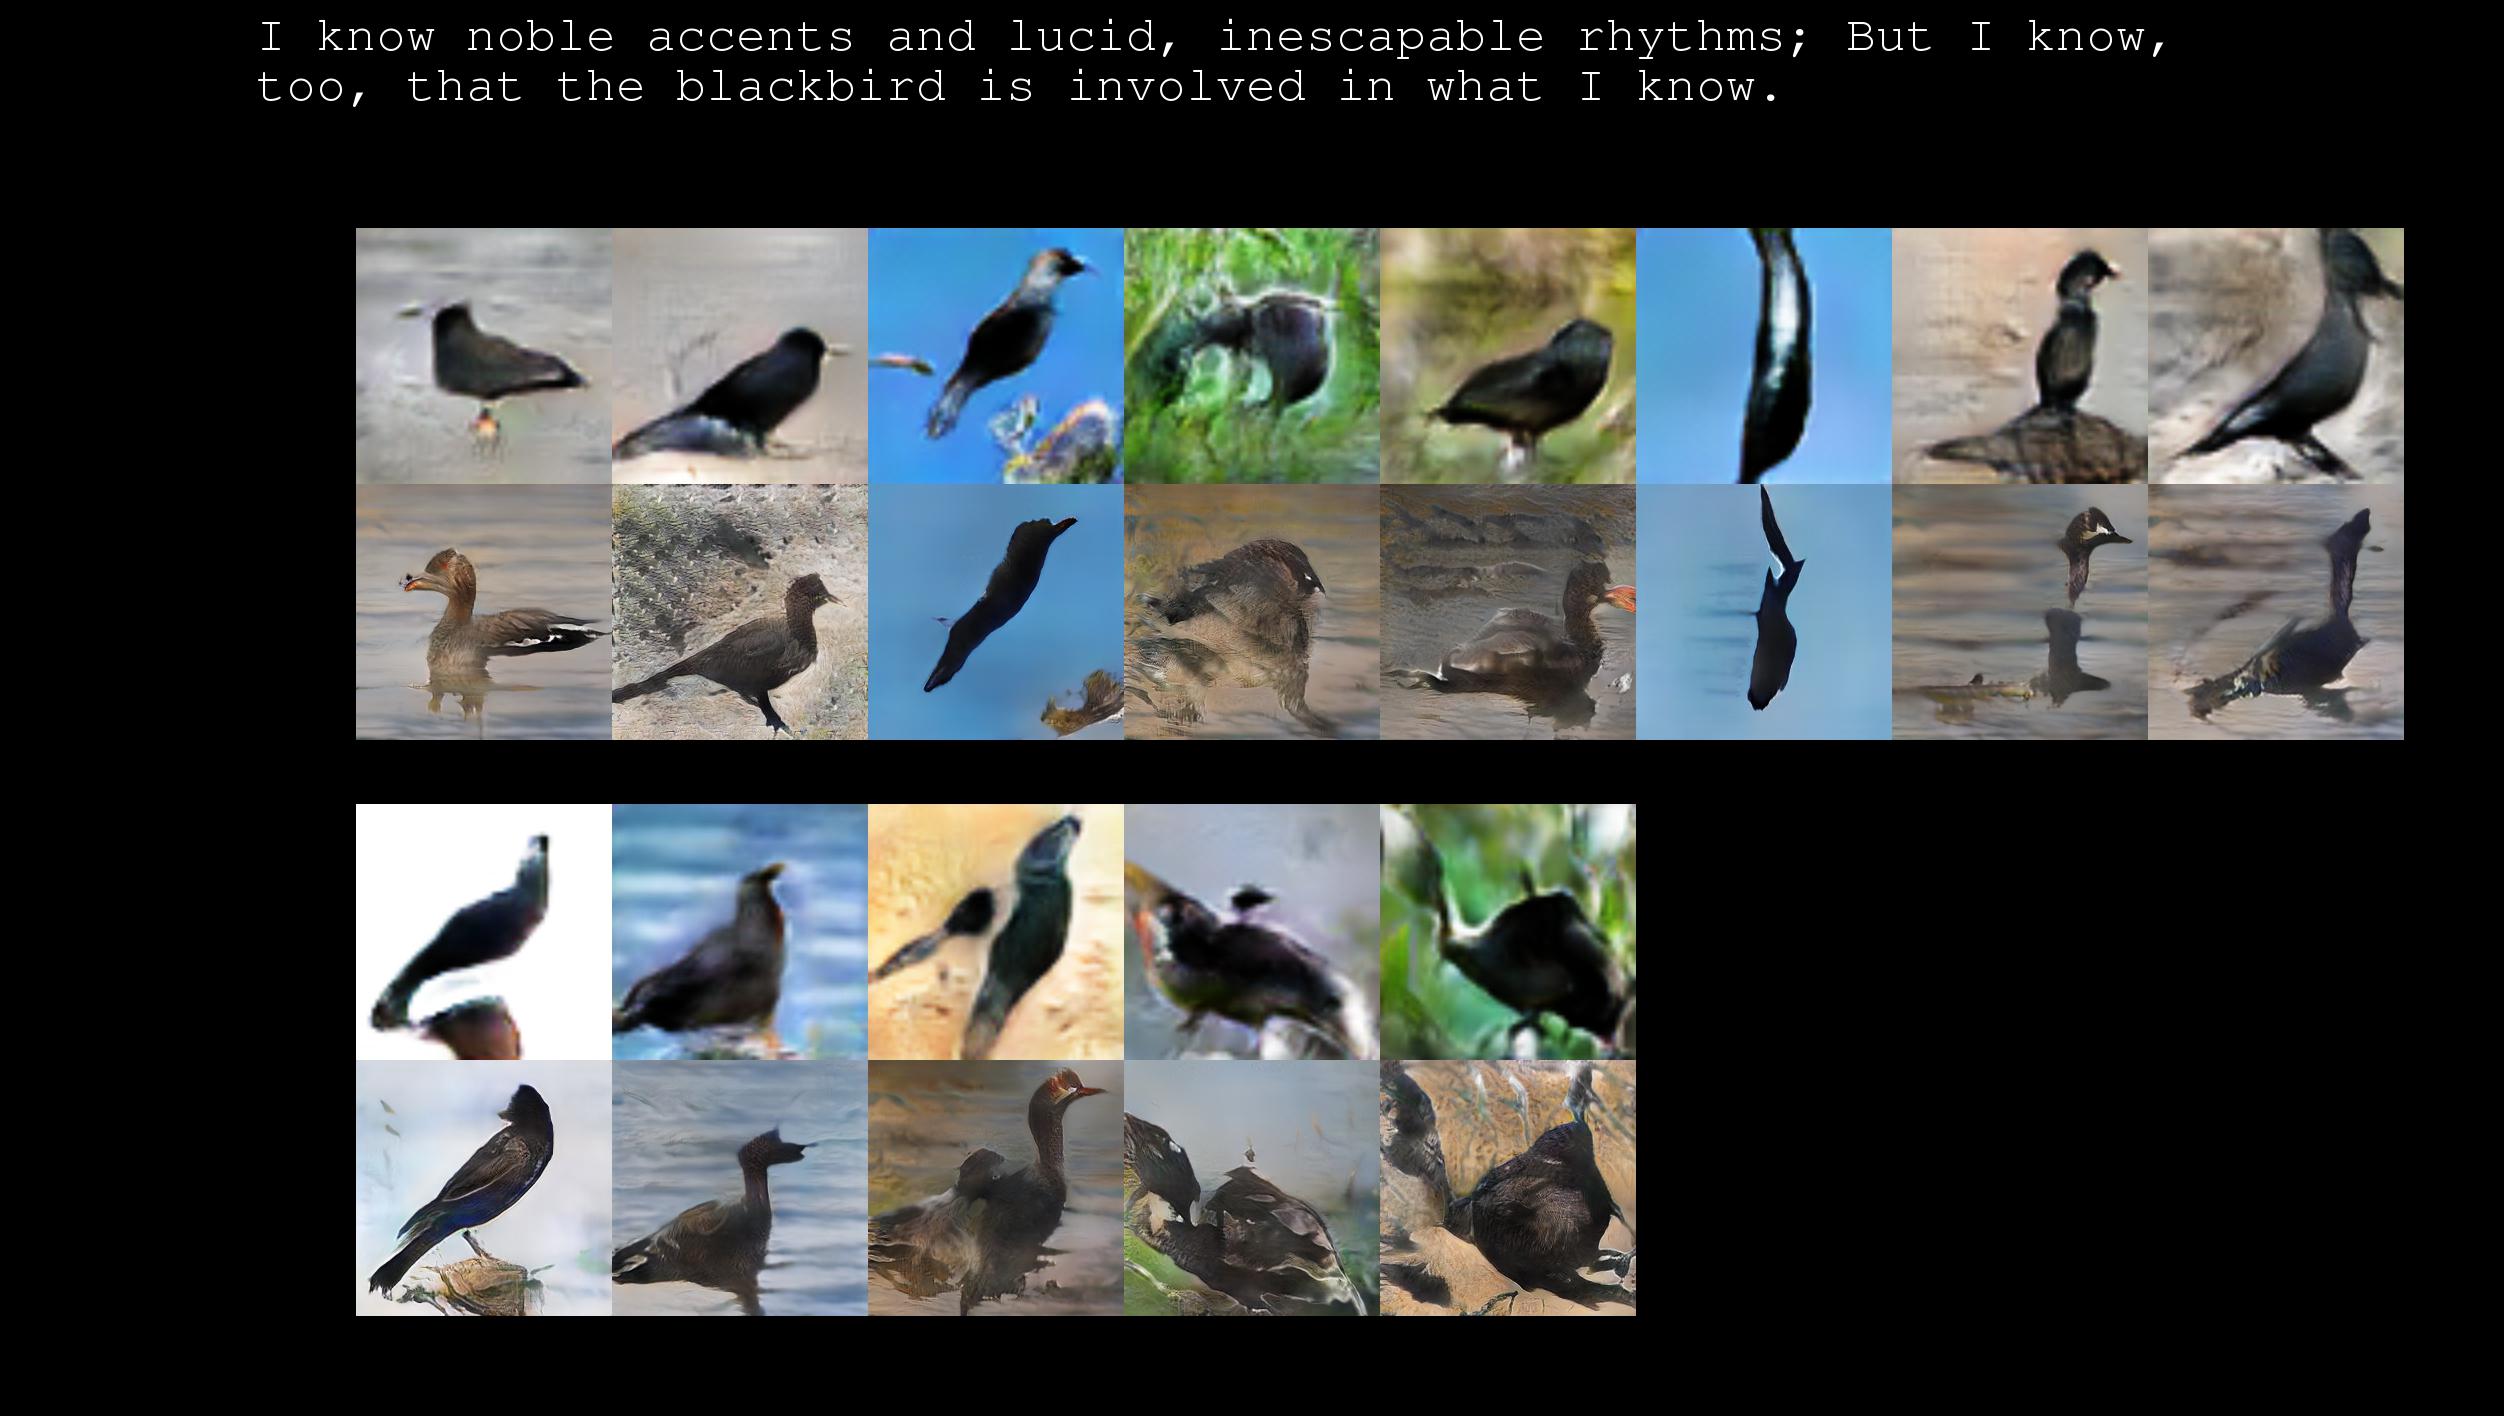 I know noble accents and lucid, inescapable rhythms; But I know,
too, that the blackbird is involved in what I know.